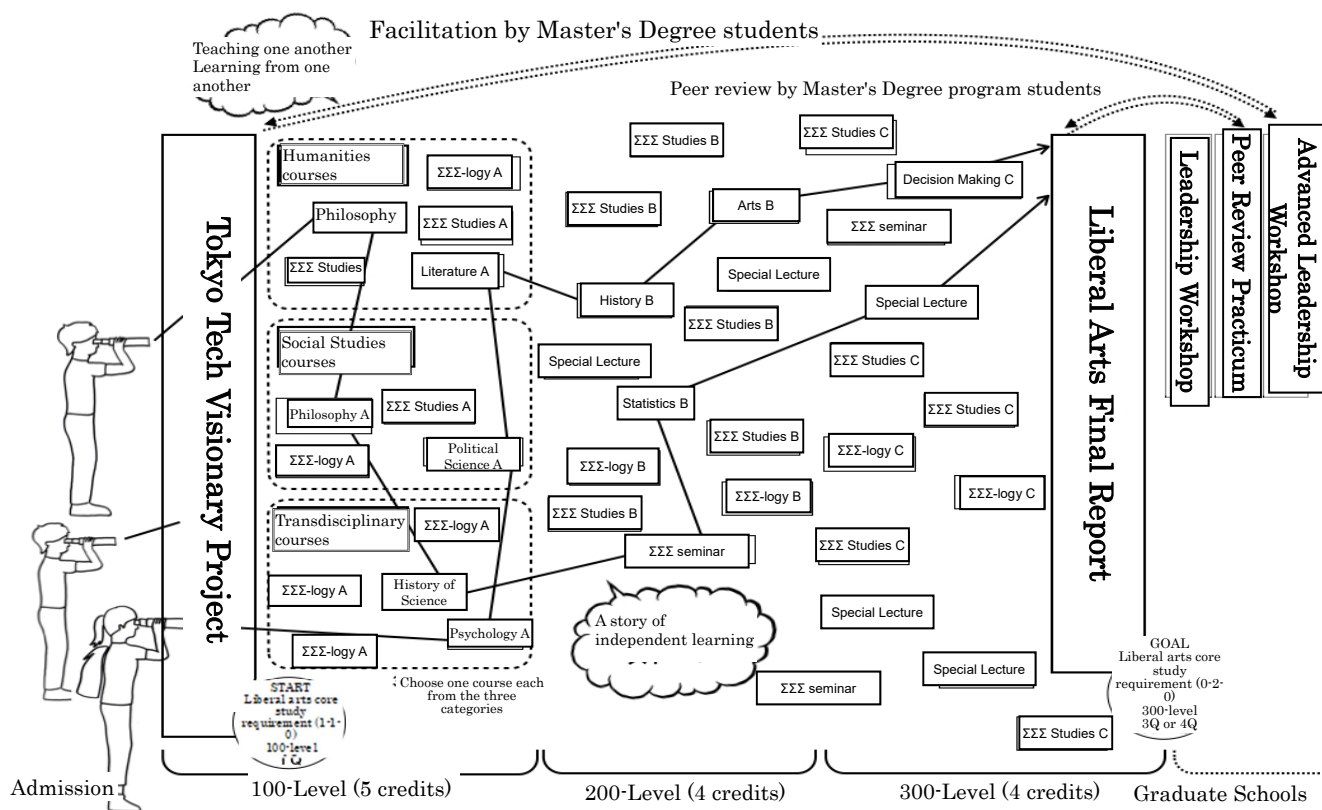 Facilitation by Master's Degree students
Teaching one another
Learning from one
another
Peer review by Master's Degree program students
Tokyo Tech Visionary Project
Humanities
courses
ΣΣΣ-logy A
Philosophy
ΣΣΣ Studies A
ΣΣΣ Studies
Literature A
Social Studies
courses
Philosophy A
ΣΣΣ Studies A
ΣΣΣ-logy A
Political
Science A
Transdisciplinary
courses
ΣΣΣ-logy A
ΣΣΣ-logy A
History of
Science
Psychology A
ΣΣΣ-logy A
Choose one course each
from the three
categories
START
Liberal arts core
study
requirement (1-1-
0)
100-level
Q
ΣΣΣ Studies B
ΣΣΣ Studies C
Decision Making C
ΣΣΣ Studies B
Arts B
ΣΣΣ seminar
Special Lecture
History B
Special Lecture
ΣΣΣ Studies B
Special Lecture
ΣΣΣ Studies C
Statistics B
ΣΣΣ Studies C
ΣΣΣ Studies B
ΣΣΣ-logy C
ΣΣΣ-logy B
ΣΣΣ-logy B
ΣΣΣ-logy C
ΣΣΣ Studies B
ΣΣΣ seminar
ΣΣΣ Studies C
A story of
independent learning
Special Lecture
Special Lecture
ΣΣΣ seminar
ΣΣΣ Studies C
Liberal Arts Final Report
GOAL
Liberal arts core
study
requirement (0-2-
0)
300-level
3Q or 4Q
Leadership Workshop
Peer Review Practicum
Advanced Leadership
Workshop
Admission
100-Level (5 credits)
200-Level (4 credits)
300-Level (4 credits)
Graduate Schools